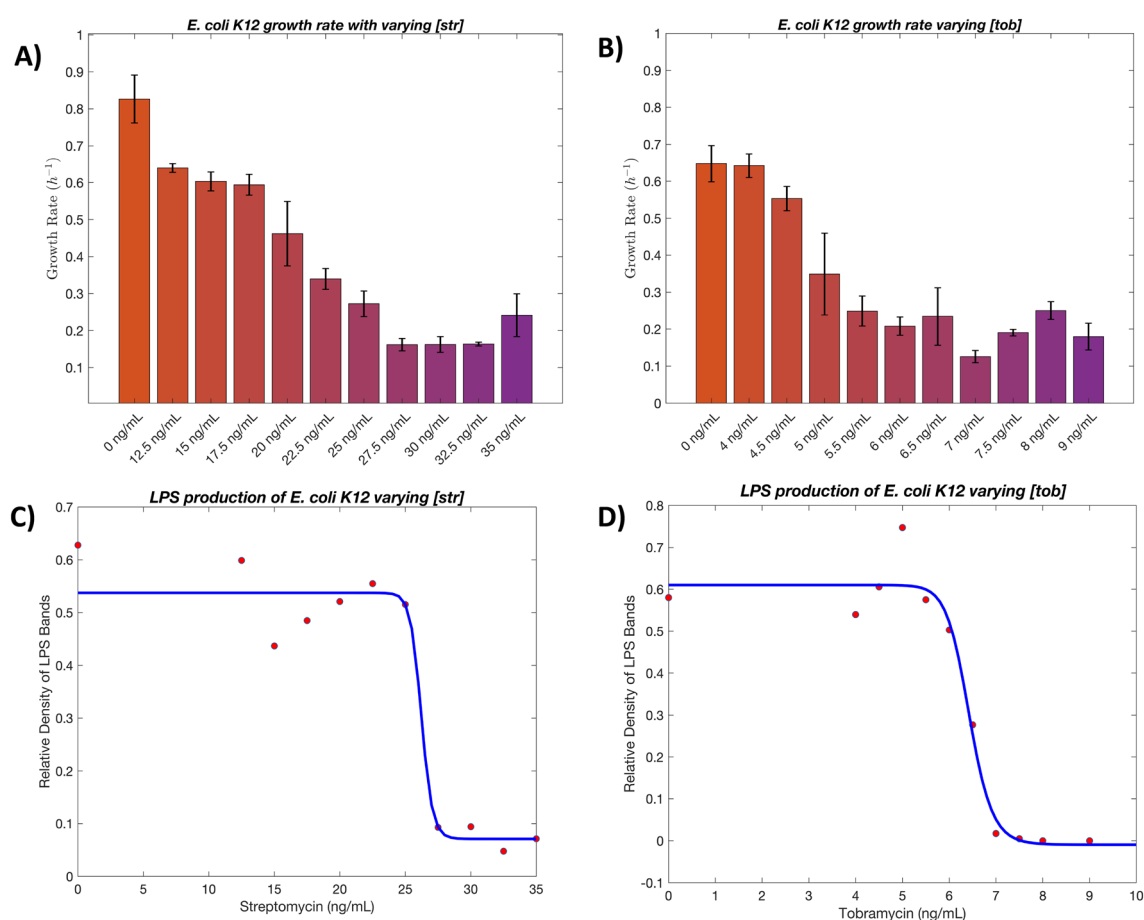 A)
E. coli K12 growth rate with varying [str]
Growth Rate (h⁻¹)
1
0.9
0.8
0.7
0.6
0.5
0.4
0.3
0.2
0.1
0 ng/mL
12.5 ng/mL
15 ng/mL
17.5 ng/mL
20 ng/mL
22.5 ng/mL
25 ng/mL
27.5 ng/mL
30 ng/mL
32.5 ng/mL
35 ng/mL
B)
E. coli K12 growth rate varying [tob]
Growth Rate (h⁻¹)
1
0.9
0.8
0.7
0.6
0.5
0.4
0.3
0.2
0.1
0
0 ng/mL
4 ng/mL
4.5 ng/mL
5 ng/mL
5.5 ng/mL
6 ng/mL
6.5 ng/mL
7 ng/mL
7.5 ng/mL
8 ng/mL
9 ng/mL
C)
LPS production of E. coli K12 varying [str]
Relative Density of LPS Bands
0.7
0.6
0.5
0.4
0.3
0.2
0.1
0
0 5 10 15 20 25 30 35
Streptomycin (ng/mL)
D)
LPS production of E. coli K12 varying [tob]
Relative Density of LPS Bands
0.8
0.7
0.6
0.5
0.4
0.3
0.2
0.1
0
-0.1
0 1 2 3 4 5 6 7 8 9 10
Tobramycin (ng/mL)